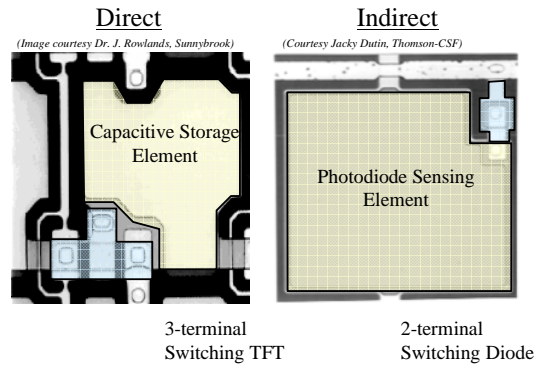 Direct
Indirect
(Image courtesy Dr. J. Rowlands, Sunnybrook)
(Courtesy Jacky Dutin, Thomson-CSF)
Capacitive Storage
Element
Photodiode Sensing
Element
3-terminal
Switching TFT
2-terminal
Switching Diode